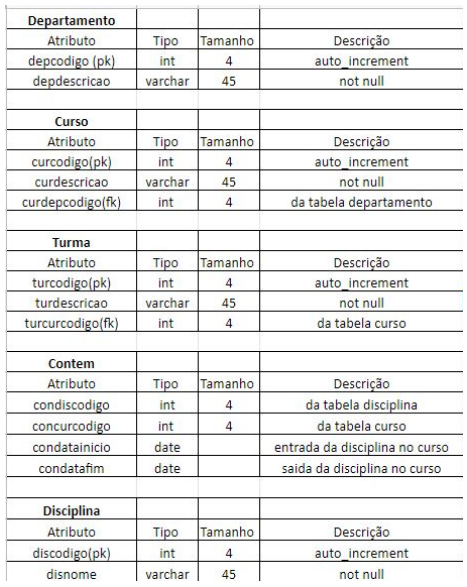 Departamento
Atributo Tipo Tamanho Descrição
depcodigo (pk) int 4 auto_increment
depdescricao varchar 45 not null
Curso
Atributo Tipo Tamanho Descrição
curcodigo(pk) int 4 auto_increment
curdescricao varchar 45 not null
curdepcodigo(fk) int 4 da tabela departamento
Turma
Atributo Tipo Tamanho Descrição
turcodigo(pk) int 4 auto_increment
turdescricao varchar 45 not null
turcurcodigo(fk) int 4 da tabela curso
Contem
Atributo Tipo Tamanho Descrição
condiscodigo int 4 da tabela disciplina
concurcodigo int 4 da tabela curso
condatainicio date entrada da disciplina no curso
condatafim date saida da disciplina no curso
Disciplina
Atributo Tipo Tamanho Descrição
discodigo(pk) int 4 auto_increment
disnome varchar 45 not null